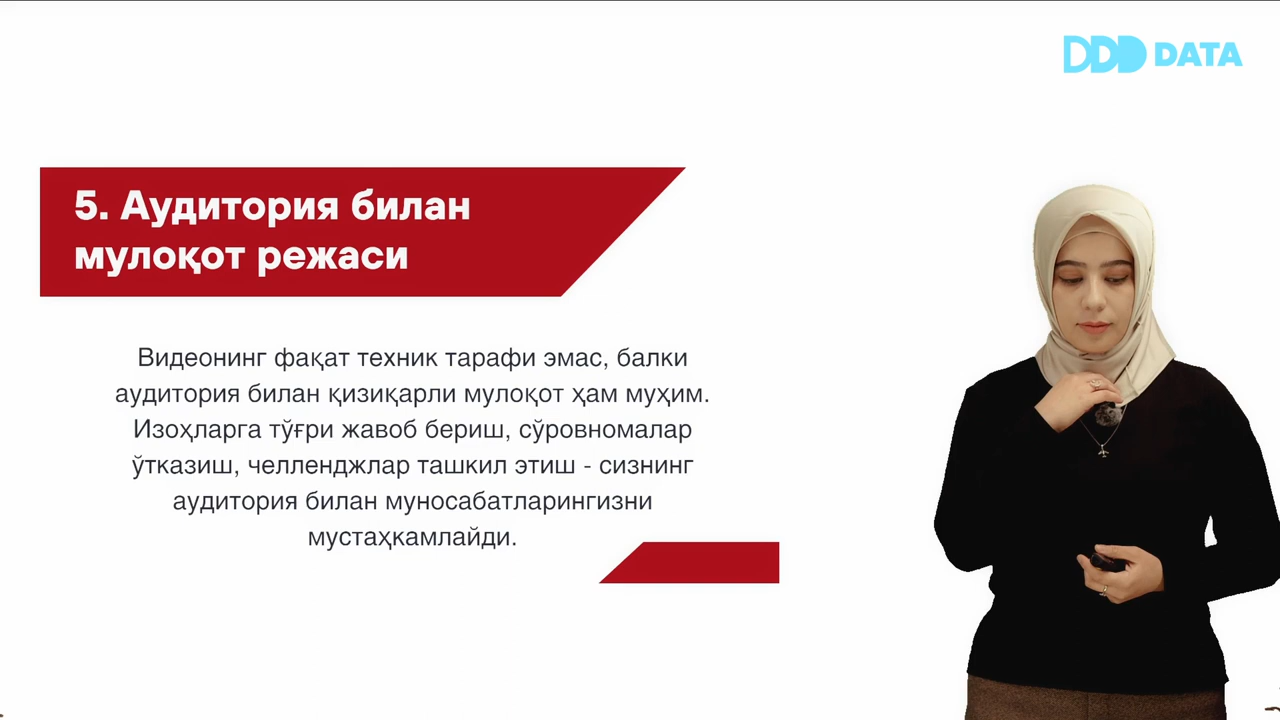 DDD DATA
5. Аудитория билан
мулоқот режаси
Видеонинг фақат техник тарафи эмас, балки
аудитория билан қизиқарли мулоқот ҳам муҳим.
Изоҳларга тўғри жавоб бериш, сўровномалар
ўтказиш, челленджлар ташкил этиш - сизнинг
аудитория билан муносабатларингизни
мустаҳкамлайди.